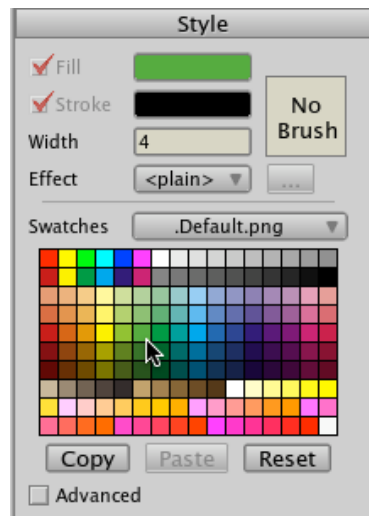 Style
Fill
Stroke
No
Brush
Width
4
Effect
<plain>
...
Swatches
.Default.png
Copy
Paste
Reset
Advanced